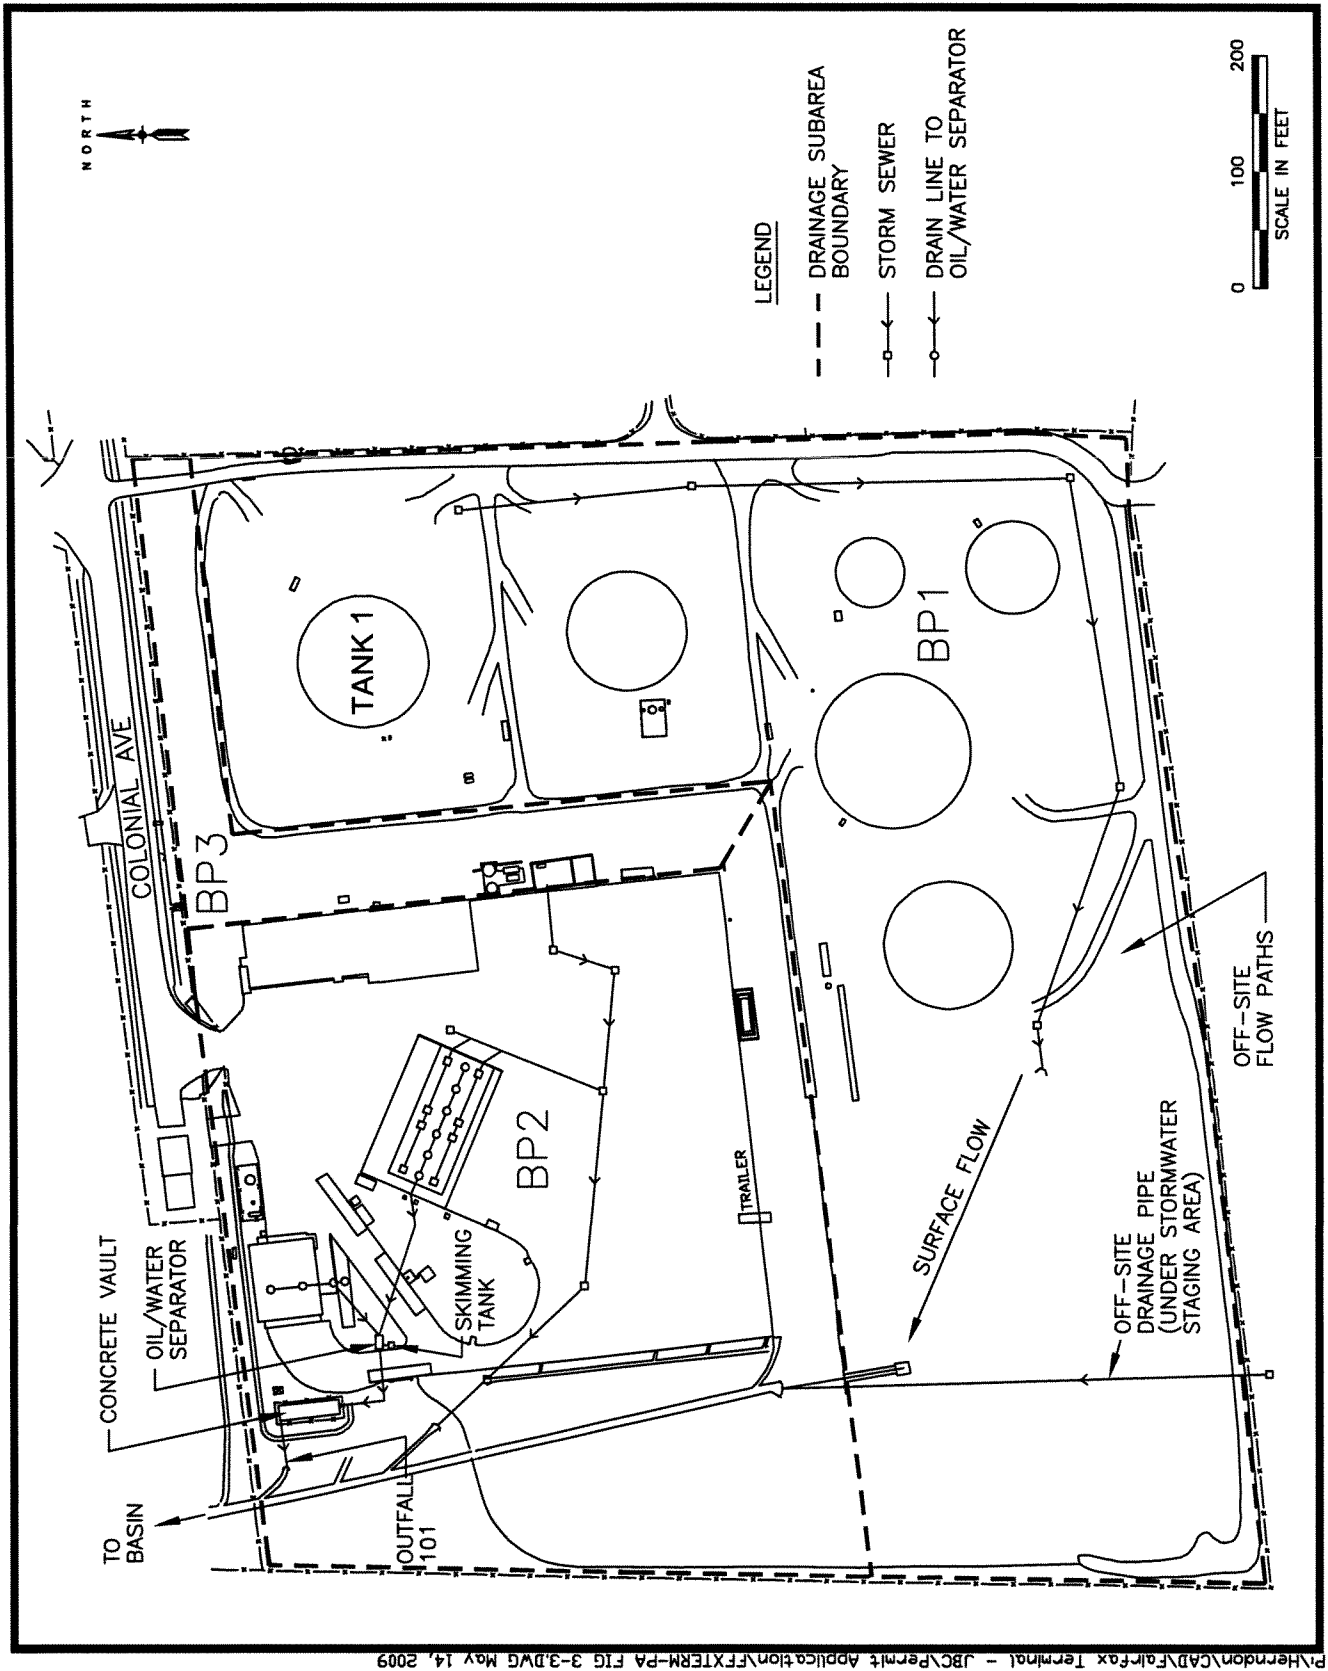 NORTH
LEGEND
DRAINAGE SUBAREA
BOUNDARY
STORM SEWER
DRAIN LINE TO
OIL/WATER SEPARATOR
0 100 200
SCALE IN FEET
COLONIAL AVE
BP3
TANK 1
BP1
BP2
CONCRETE VAULT
OIL/WATER
SEPARATOR
SKIMMING
TANK
TRAILER
SURFACE FLOW
OFF-SITE
FLOW PATHS
OFF-SITE
DRAINAGE PIPE
(UNDER STORMWATER
STAGING AREA)
TO
BASIN
OUTFALL
101
P:\Herndon\CAD\Fairfax Terminal - JBC\Permit Application\FFXTERM-PA FIG 3-3.DWG May 14, 2009